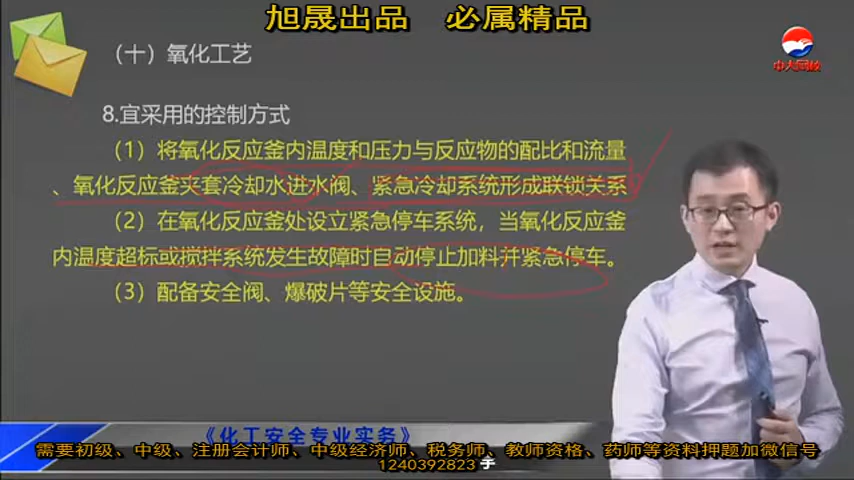 旭晟出品 必属精品
（十）氧化工艺
中大网校
8.宜采用的控制方式
（1）将氧化反应釜内温度和压力与反应物的配比和流量
、氧化反应釜夹套冷却水进水阀、紧急冷却系统形成联锁关系
（2）在氧化反应釜处设立紧急停车系统，当氧化反应釜
内温度超标或搅拌系统发生故障时自动停止加料并紧急停车。
（3）配备安全阀、爆破片等安全设施。
《化工安全专业实务》
需要初级、中级、注册会计师、中级经济师、税务师、教师资格、药师等资料押题加微信号
1240392823